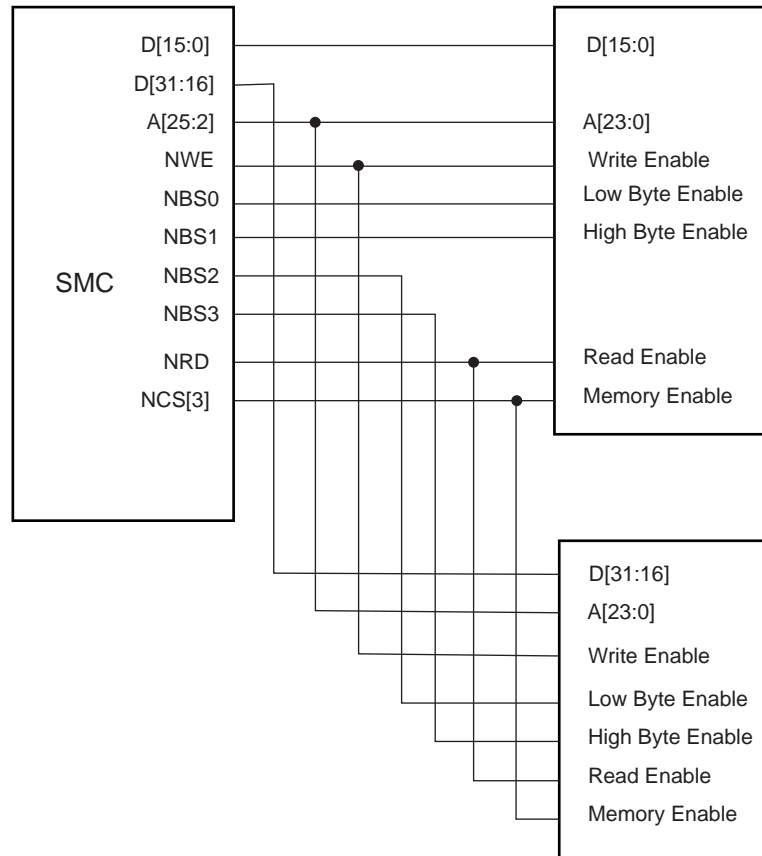 D[15:0]
D[31:16]
A[25:2]
NWE
NBS0
NBS1
NBS2
NBS3
NRD
NCS[3]
SMC
D[15:0]
A[23:0]
Write Enable
Low Byte Enable
High Byte Enable
Read Enable
Memory Enable
D[31:16]
A[23:0]
Write Enable
Low Byte Enable
High Byte Enable
Read Enable
Memory Enable